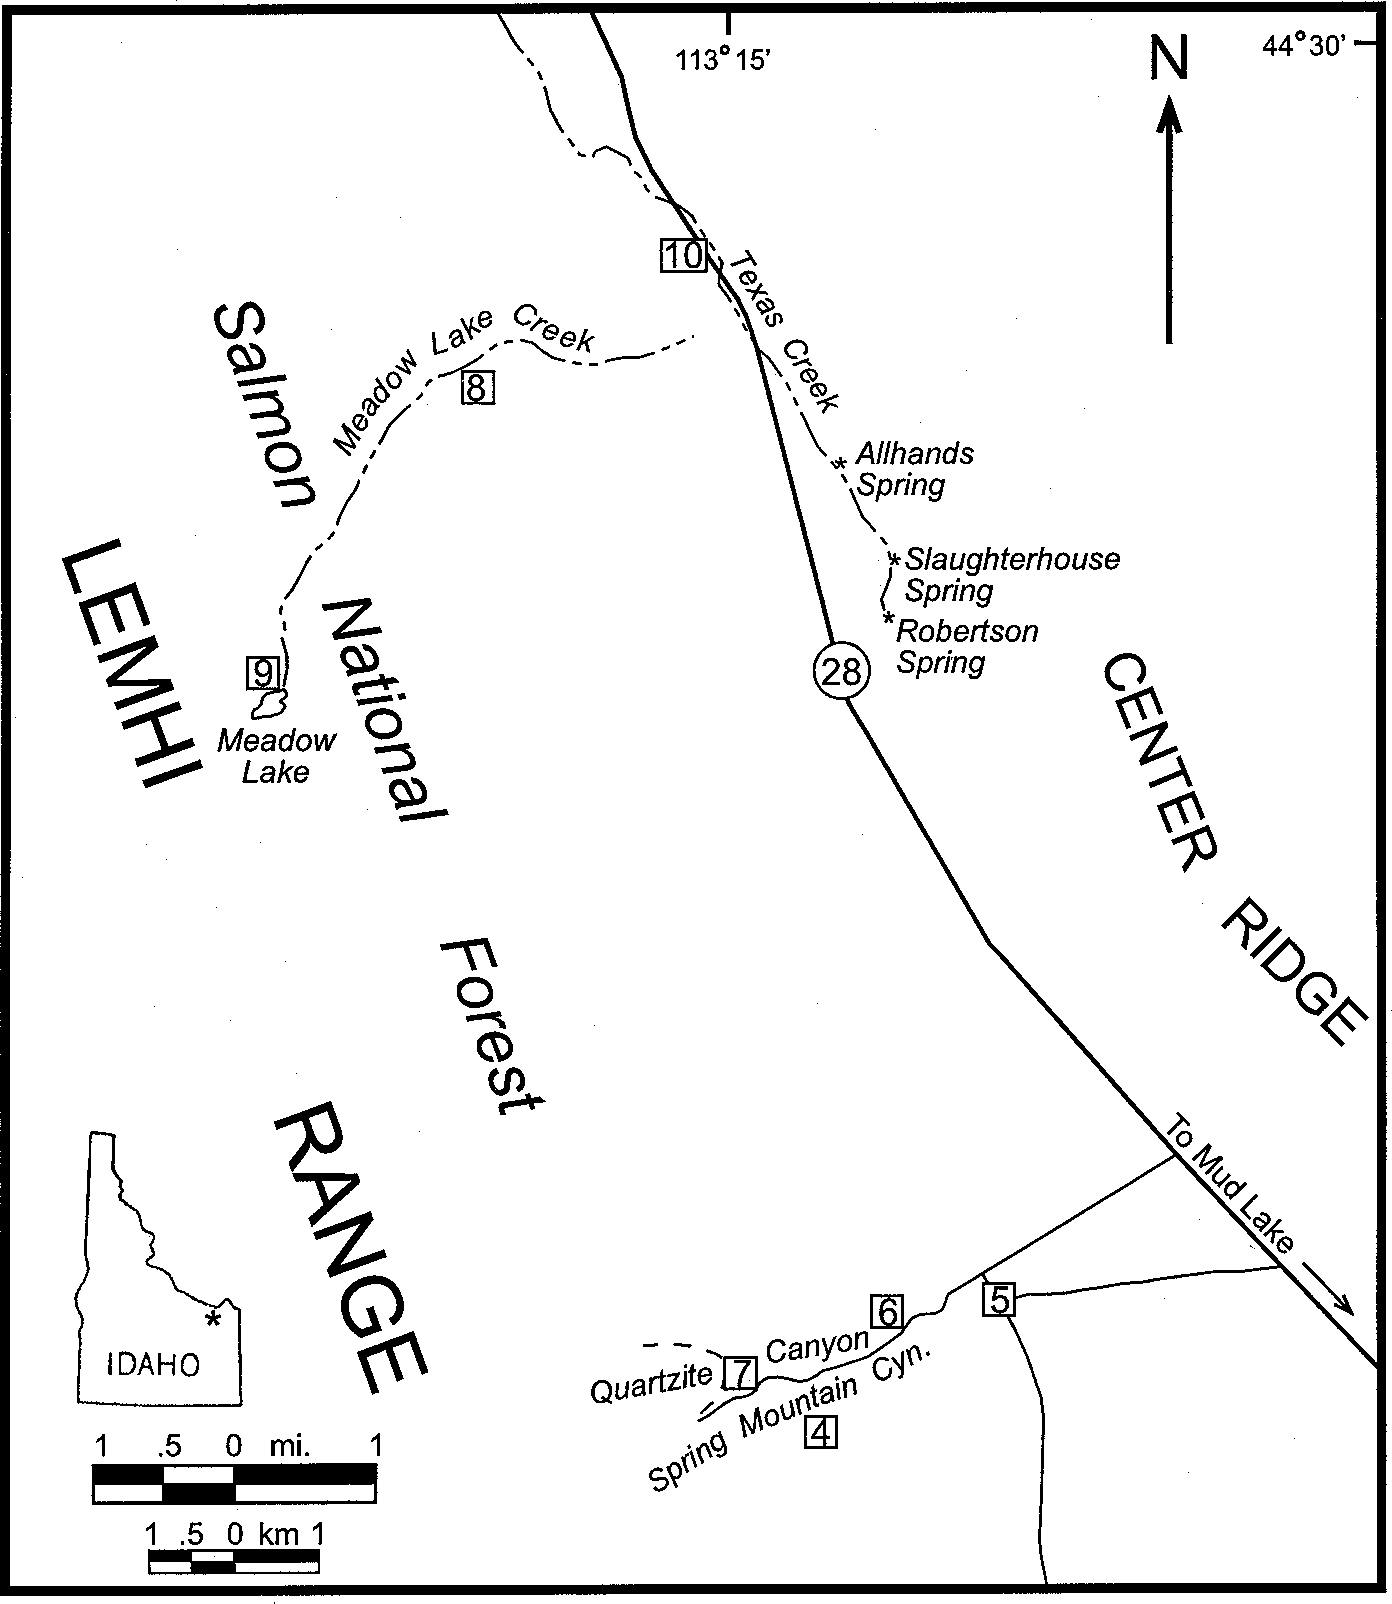 113°15'
N
44°30'
10
Texas Creek
Meadow Lake Creek
8
Salmon
National
Forest
Allhands
Spring
Slaughterhouse
Spring
Robertson
Spring
28
LEMHI
RANGE
9
Meadow
Lake
CENTER RIDGE
To Mud Lake
5
6
Quartzite
7
Canyon
Spring Mountain Cyn.
4
*
IDAHO
1 .5 0 mi. 1
1 .5 0 km 1